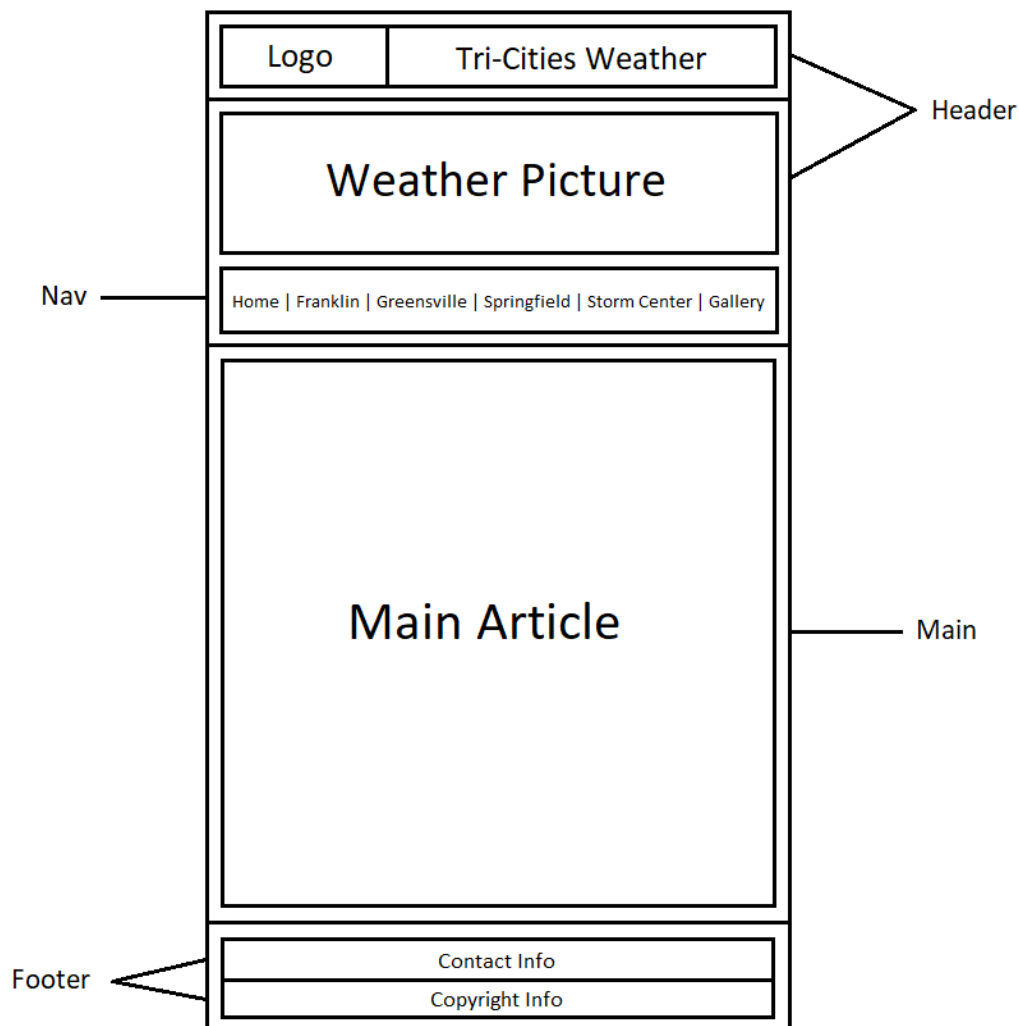 Logo
Tri-Cities Weather
Header
Weather Picture
Nav
Home | Franklin | Greensville | Springfield | Storm Center | Gallery
Main Article
Main
Contact Info
Footer
Copyright Info